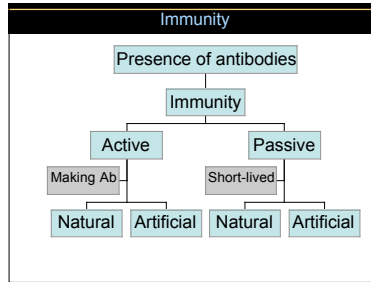 Immunity
Presence of antibodies
Immunity
Active
Passive
Making Ab
Short-lived
Natural
Artificial
Natural
Artificial